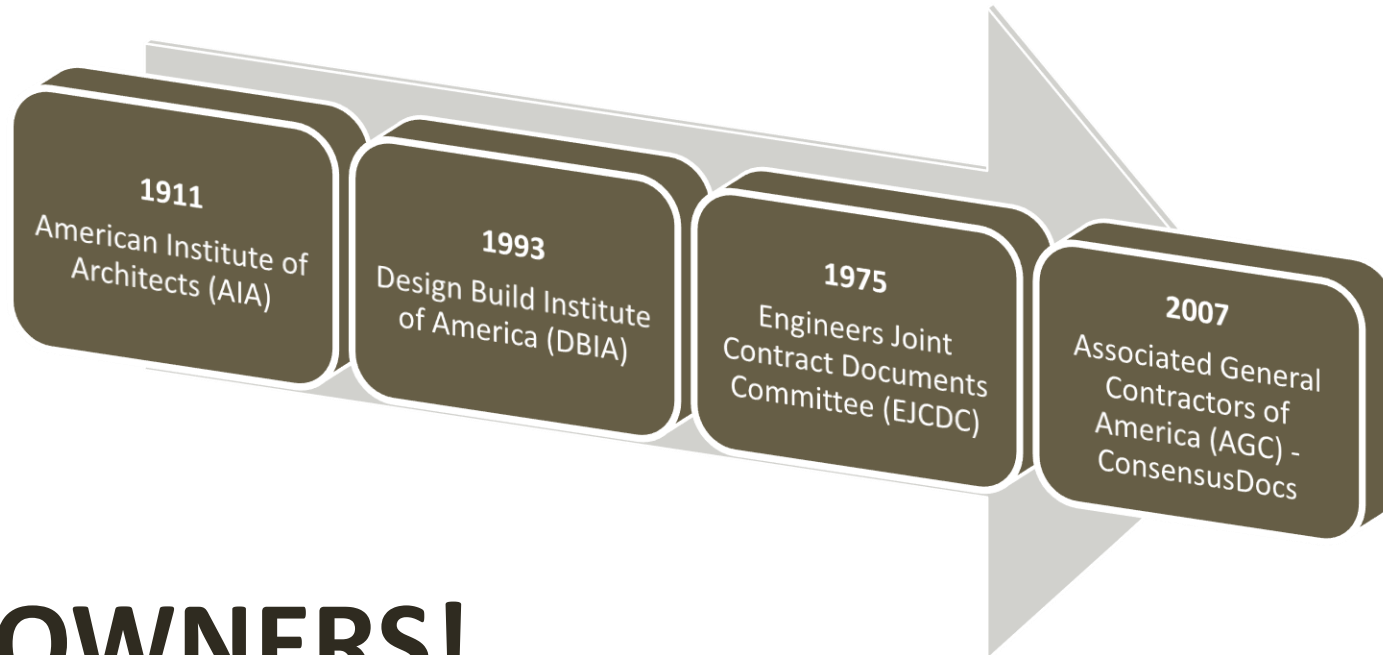 1911
American Institute of
Architects (AIA)
1993
Design Build Institute
of America (DBIA)
1975
Engineers Joint
Contract Documents
Committee (EJCDC)
2007
Associated General
Contractors of
America (AGC) -
ConsensusDocs
OWNERS!